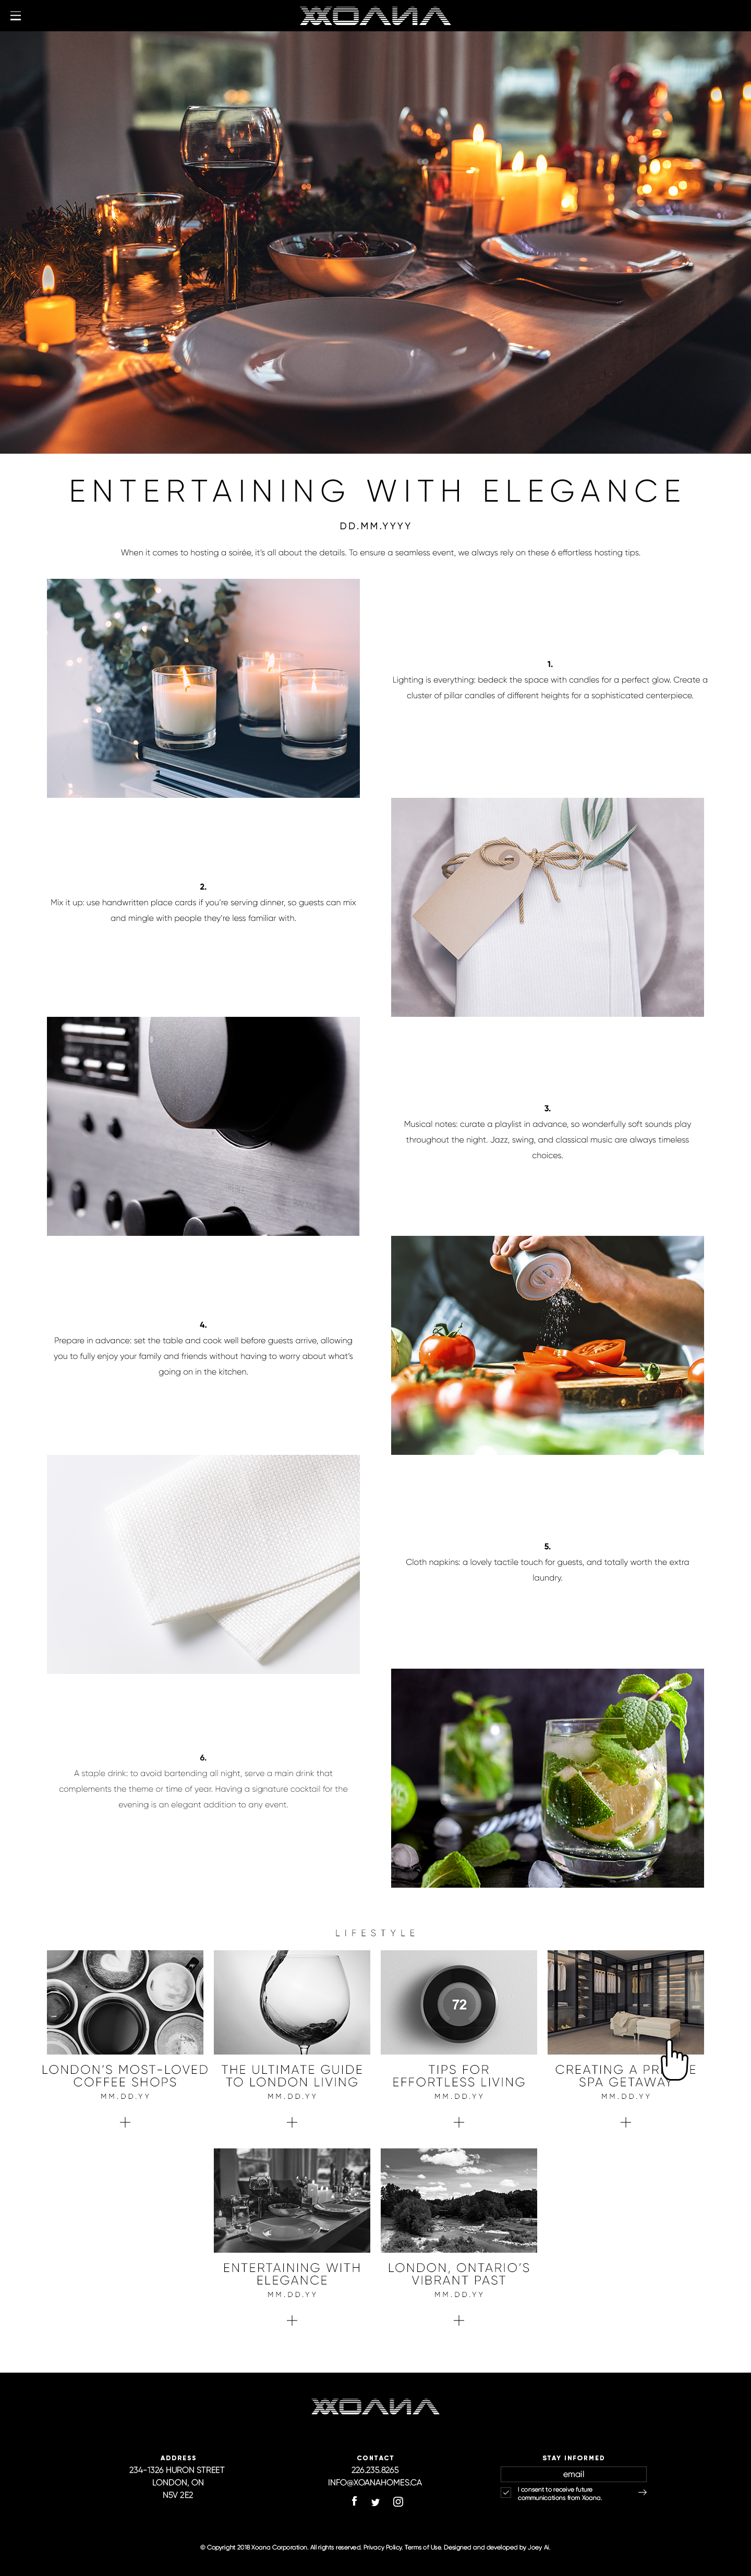 XOANA
ENTERTAINING WITH ELEGANCE
DD.MM.YYYY
When it comes to hosting a soirée, it's all about the details. To ensure a seamless event, we always rely on these 6 effortless hosting tips.
1.
Lighting is everything: bedeck the space with candles for a perfect glow. Create a
cluster of pillar candles of different heights for a sophisticated centerpiece.
2.
Mix it up: use handwritten place cards if you're serving dinner, so guests can mix
and mingle with people they're less familiar with.
3.
Musical notes: curate a playlist in advance, so wonderfully soft sounds play
throughout the night. Jazz, swing, and classical music are always timeless
choices.
4.
Prepare in advance: set the table and cook well before guests arrive, allowing
you to fully enjoy your family and friends without having to worry about what's
going on in the kitchen.
5.
Cloth napkins: a lovely tactile touch for guests, and totally worth the extra
laundry.
6.
A staple drink: to avoid bartending all night, serve a main drink that
complements the theme or time of year. Having a signature cocktail for the
evening is an elegant addition to any event.
LIFESTYLE
72
LONDON'S MOST-LOVED
COFFEE SHOPS
MM.DD.YY
THE ULTIMATE GUIDE
TO LONDON LIVING
MM.DD.YY
TIPS FOR
EFFORTLESS LIVING
MM.DD.YY
CREATING A
SPA GETAWAY
MM.DD.YY
ENTERTAINING WITH
ELEGANCE
MM.DD.YY
LONDON, ONTARIO'S
VIBRANT PAST
MM.DD.YY
XOANA
ADDRESS
234-1326 HURON STREET
LONDON, ON
N5V 2E2
CONTACT
226.235.8265
INFO@XOANAHOMES.CA
STAY INFORMED
email
I consent to receive future
communications from Xoana.
© Copyright 2018 Xoana Corporation. All rights reserved. Privacy Policy. Terms of Use. Designed and developed by Joey Ai.